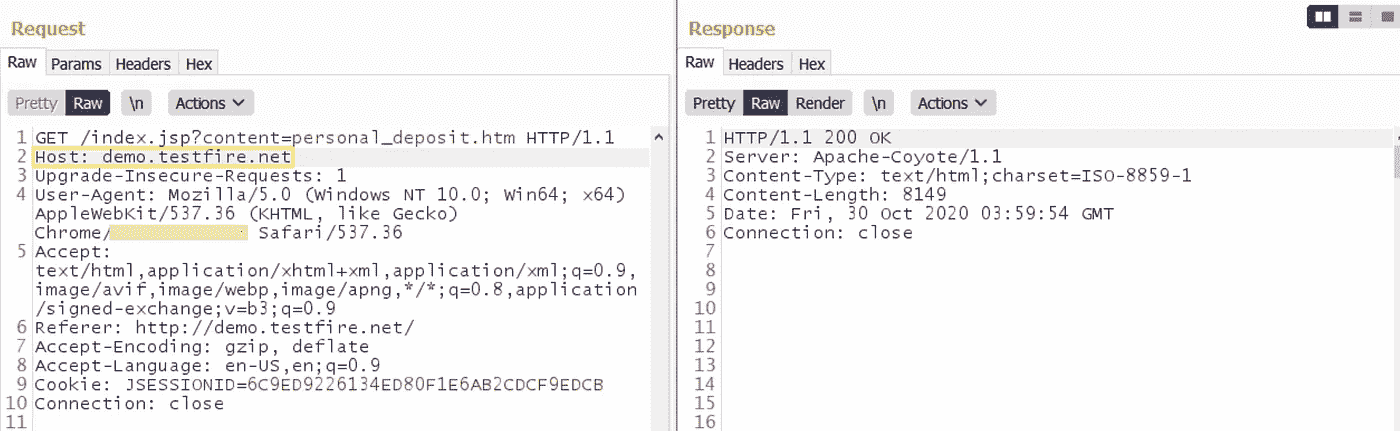 Request
Raw Params Headers Hex
Pretty Raw \n Actions
1 GET /index.jsp?content=personal_deposit.htm HTTP/1.1
2 Host: demo.testfire.net
3 Upgrade-Insecure-Requests: 1
4 User-Agent: Mozilla/5.0 (Windows NT 10.0; Win64; x64)
AppleWebKit/537.36 (KHTML, like Gecko)
Chrome/ Safari/537.36
5 Accept:
text/html,application/xhtml+xml,application/xml;q=0.9,
image/avif,image/webp,image/apng,*/*;q=0.8,application
/signed-exchange;v=b3;q=0.9
6 Referer: http://demo.testfire.net/
7 Accept-Encoding: gzip, deflate
8 Accept-Language: en-US,en;q=0.9
9 Cookie: JSESSIONID=6C9ED9226134ED80F1E6AB2CDCF9EDCB
10 Connection: close
11
Response
Raw Headers Hex
Pretty Raw Render \n Actions
1 HTTP/1.1 200 OK
2 Server: Apache-Coyote/1.1
3 Content-Type: text/html;charset=ISO-8859-1
4 Content-Length: 8149
5 Date: Fri, 30 Oct 2020 03:59:54 GMT
6 Connection: close
7
8
9
10
11
12
13
14
15
16